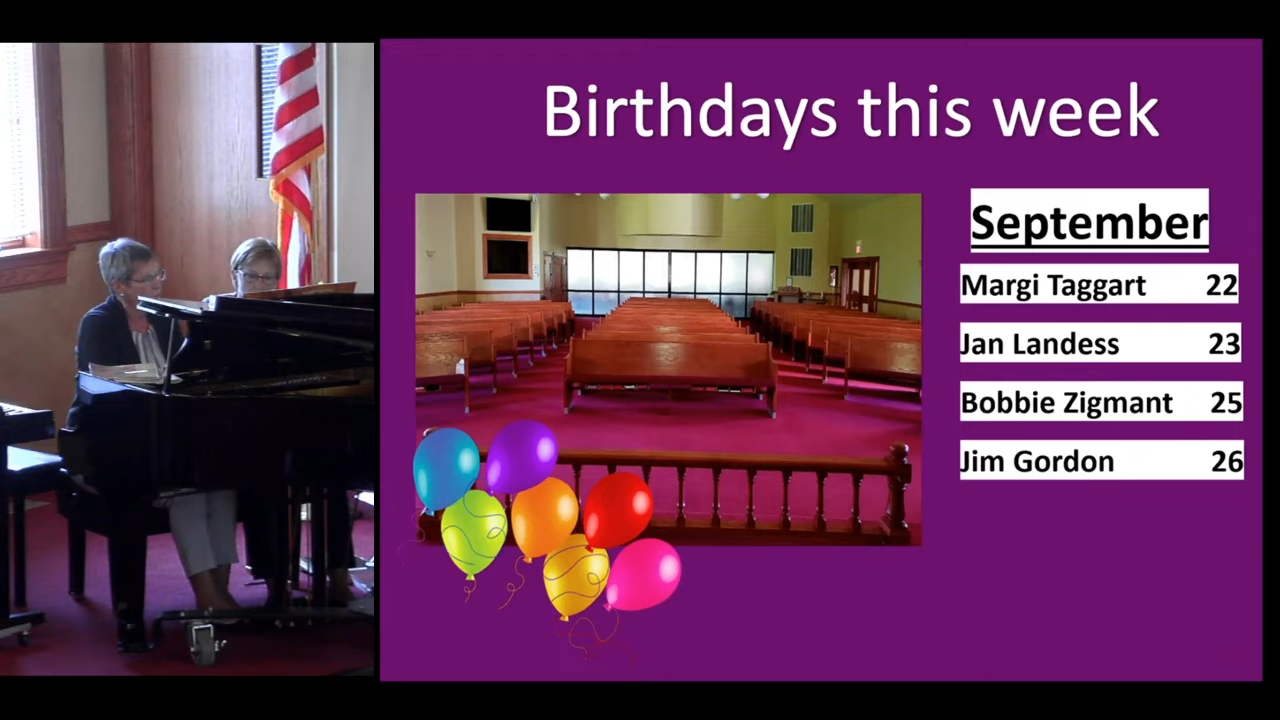 Birthdays this week
September
Margi Taggart 22
Jan Landess 23
Bobbie Zigmant 25
Jim Gordon 26